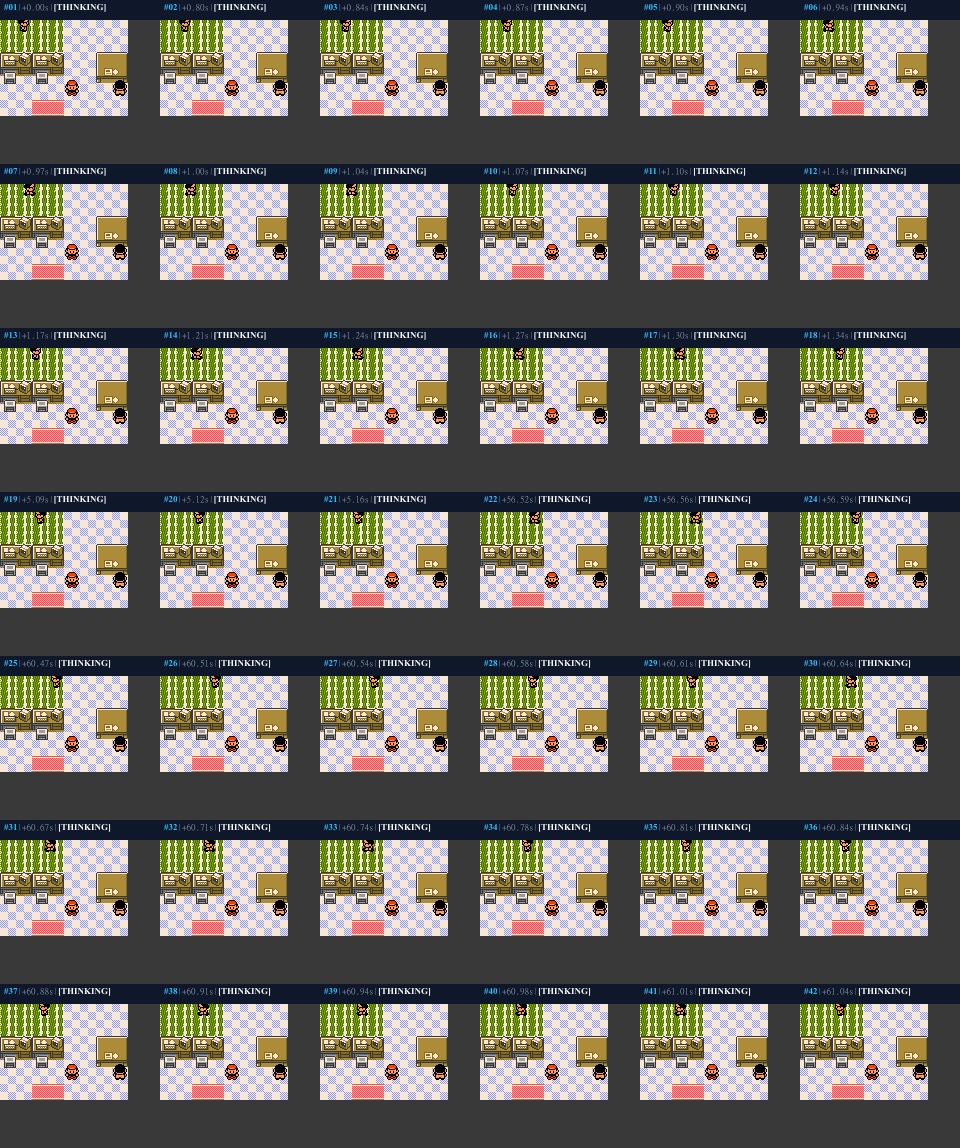 #01|+0.00s|[THINKING] #02|+0.80s|[THINKING] #03|+0.84s|[THINKING] #04|+0.87s|[THINKING] #05|+0.90s|[THINKING] #06|+0.94s|[THINKING]
#07|+0.97s|[THINKING] #08|+1.00s|[THINKING] #09|+1.04s|[THINKING] #10|+1.07s|[THINKING] #11|+1.10s|[THINKING] #12|+1.14s|[THINKING]
#13|+1.17s|[THINKING] #14|+1.21s|[THINKING] #15|+1.24s|[THINKING] #16|+1.27s|[THINKING] #17|+1.30s|[THINKING] #18|+1.34s|[THINKING]
#19|+5.09s|[THINKING] #20|+5.12s|[THINKING] #21|+5.16s|[THINKING] #22|+56.52s|[THINKING] #23|+56.56s|[THINKING] #24|+56.59s|[THINKING]
#25|+60.47s|[THINKING] #26|+60.51s|[THINKING] #27|+60.54s|[THINKING] #28|+60.58s|[THINKING] #29|+60.61s|[THINKING] #30|+60.64s|[THINKING]
#31|+60.67s|[THINKING] #32|+60.71s|[THINKING] #33|+60.74s|[THINKING] #34|+60.78s|[THINKING] #35|+60.81s|[THINKING] #36|+60.84s|[THINKING]
#37|+60.88s|[THINKING] #38|+60.91s|[THINKING] #39|+60.94s|[THINKING] #40|+60.98s|[THINKING] #41|+61.01s|[THINKING] #42|+61.04s|[THINKING]